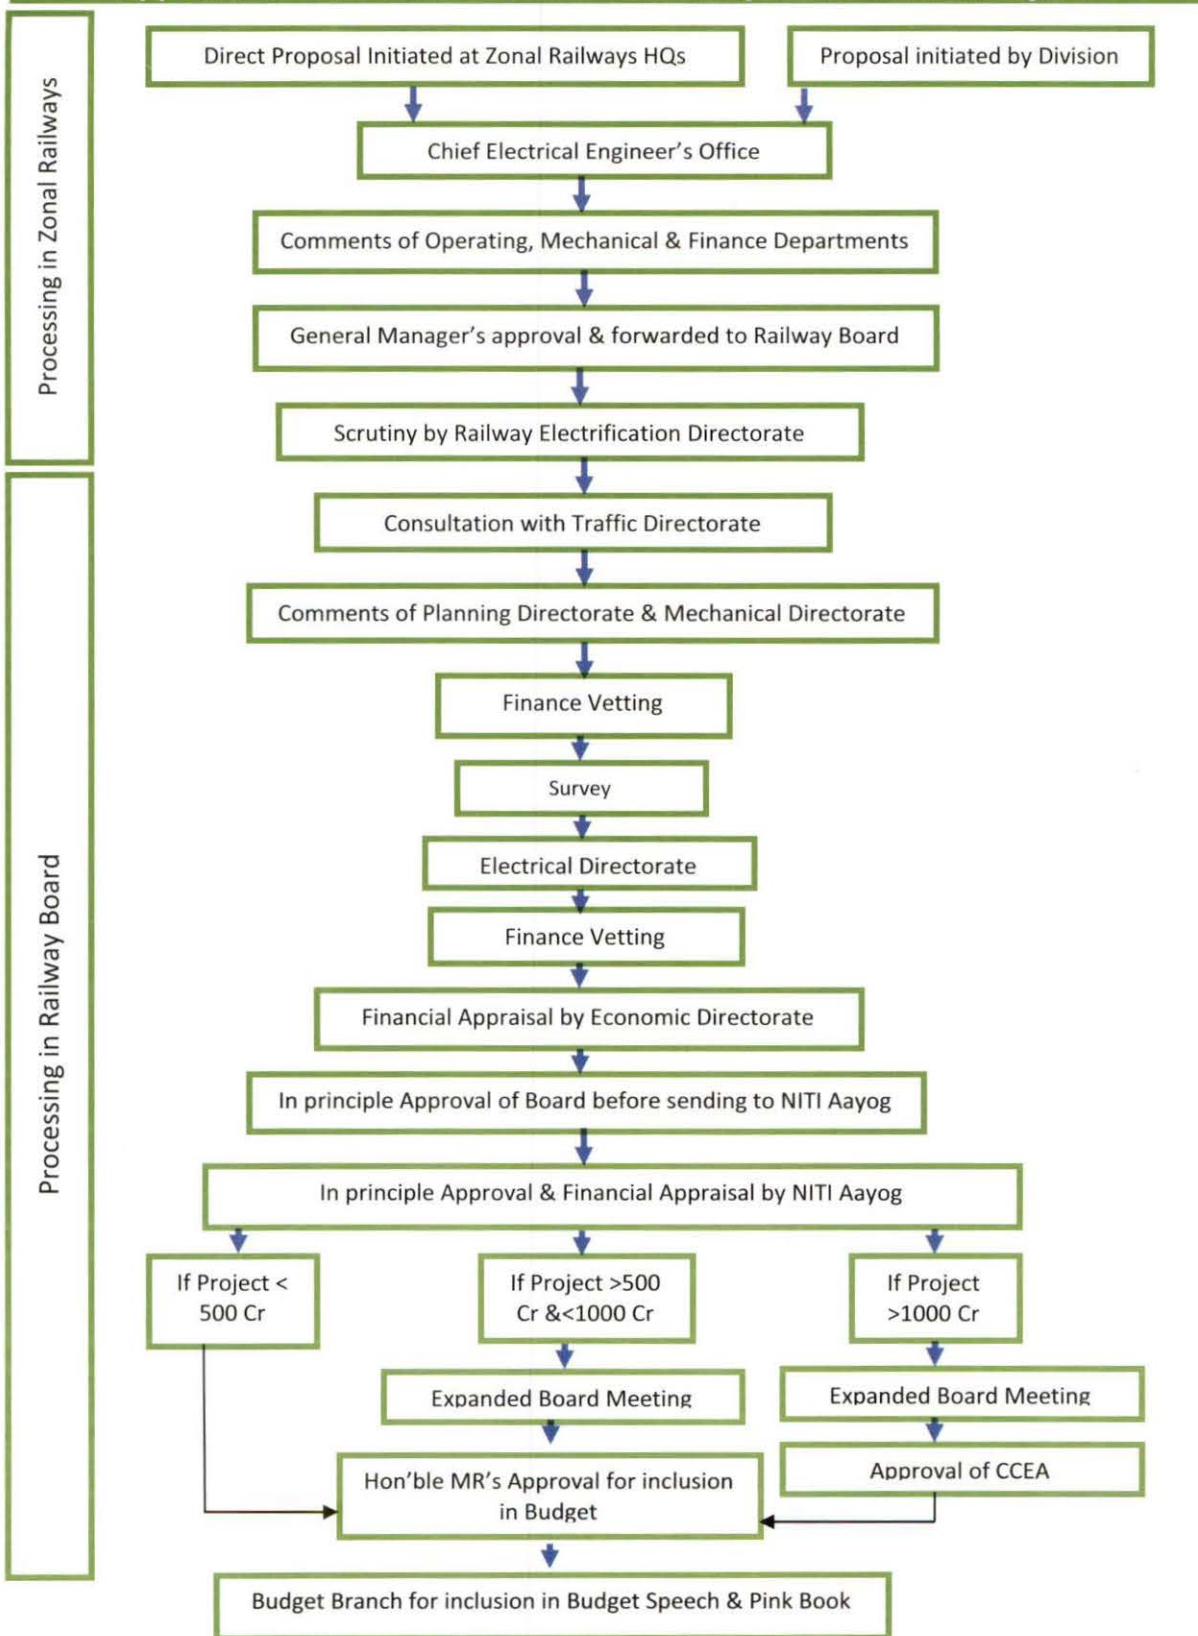 Direct Proposal Initiated at Zonal Railways HQs
Proposal initiated by Division
Processing in Zonal Railways
Chief Electrical Engineer's Office
Comments of Operating, Mechanical & Finance Departments
General Manager's approval & forwarded to Railway Board
Scrutiny by Railway Electrification Directorate
Processing in Railway Board
Consultation with Traffic Directorate
Comments of Planning Directorate & Mechanical Directorate
Finance Vetting
Survey
Electrical Directorate
Finance Vetting
Financial Appraisal by Economic Directorate
In principle Approval of Board before sending to NITI Aayog
In principle Approval & Financial Appraisal by NITI Aayog
If Project <
500 Cr
If Project >500
Cr &<1000 Cr
If Project
>1000 Cr
Expanded Board Meeting
Expanded Board Meeting
Approval of CCEA
Hon'ble MR's Approval for inclusion
in Budget
Budget Branch for inclusion in Budget Speech & Pink Book